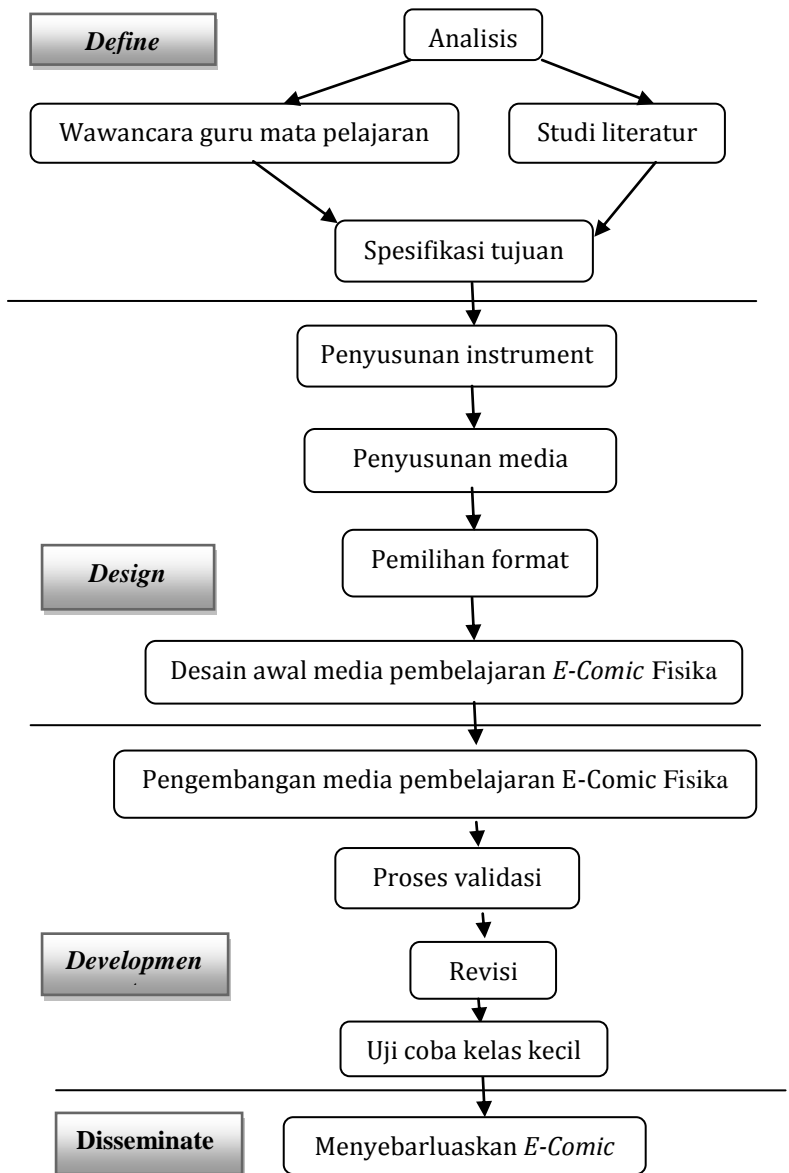 Define
Analisis
Wawancara guru mata pelajaran
Studi literatur
Spesifikasi tujuan
Penyusunan instrument
Penyusunan media
Pemilihan format
Design
Desain awal media pembelajaran E-Comic Fisika
Pengembangan media pembelajaran E-Comic Fisika
Proses validasi
Developmen
Revisi
Uji coba kelas kecil
Disseminate
Menyebarluaskan E-Comic